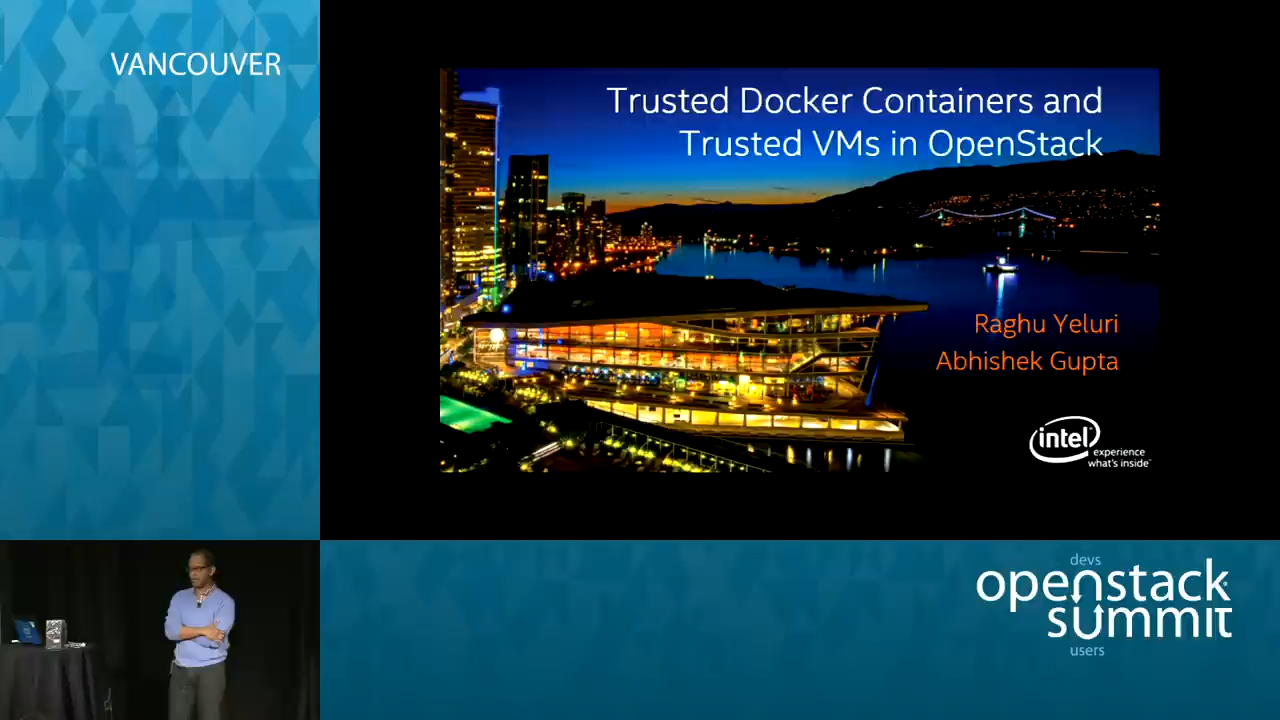 VANCOUVER
Trusted Docker Containers and
Trusted VMs in OpenStack
Raghu Yeluri
Abhishek Gupta
intel
experience
what's inside™
devs
openstack
summit
users